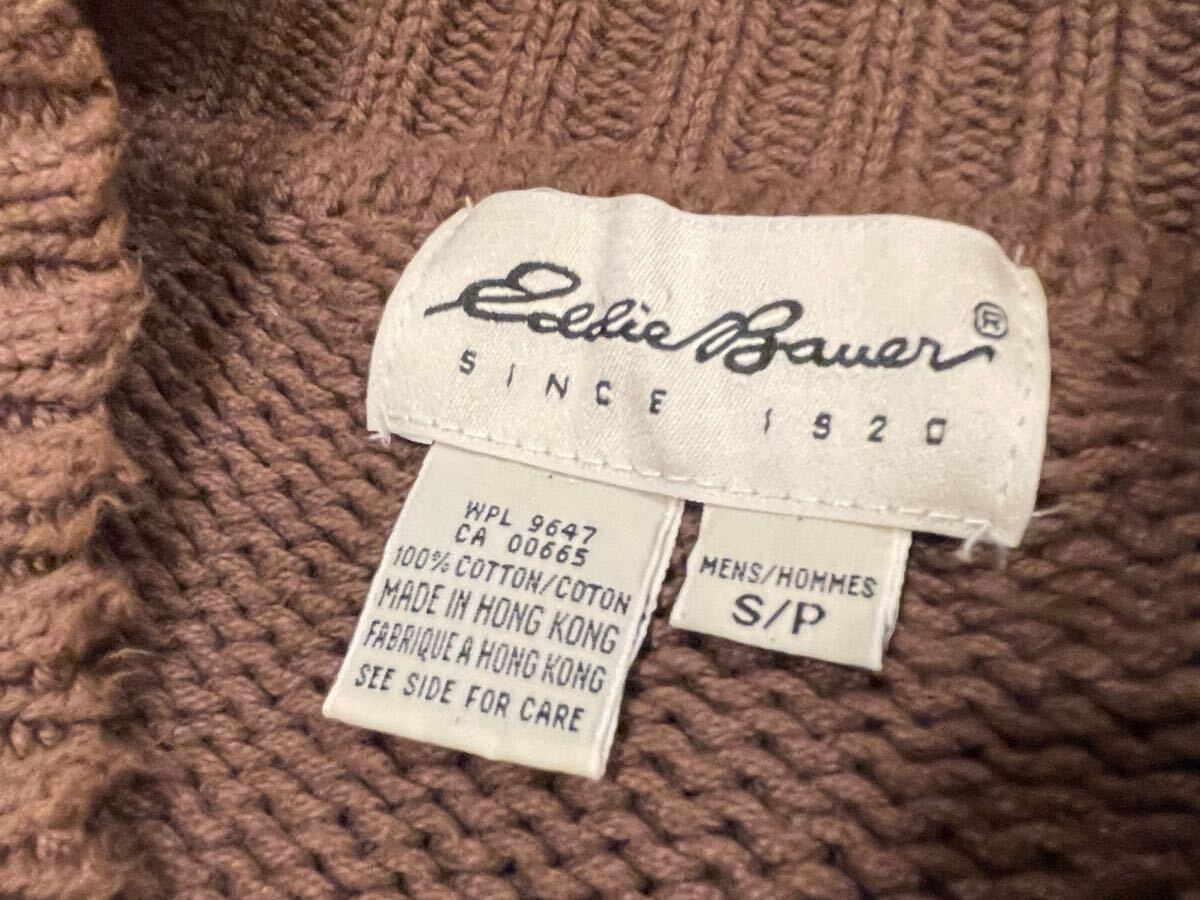 Eddie Bauer ®
SINCE 1920
WPL 9647
CA 00665
100% COTTON/COTON
MADE IN HONG KONG
FABRIQUE A HONG KONG
SEE SIDE FOR CARE
MENS/HOMMES
S/P